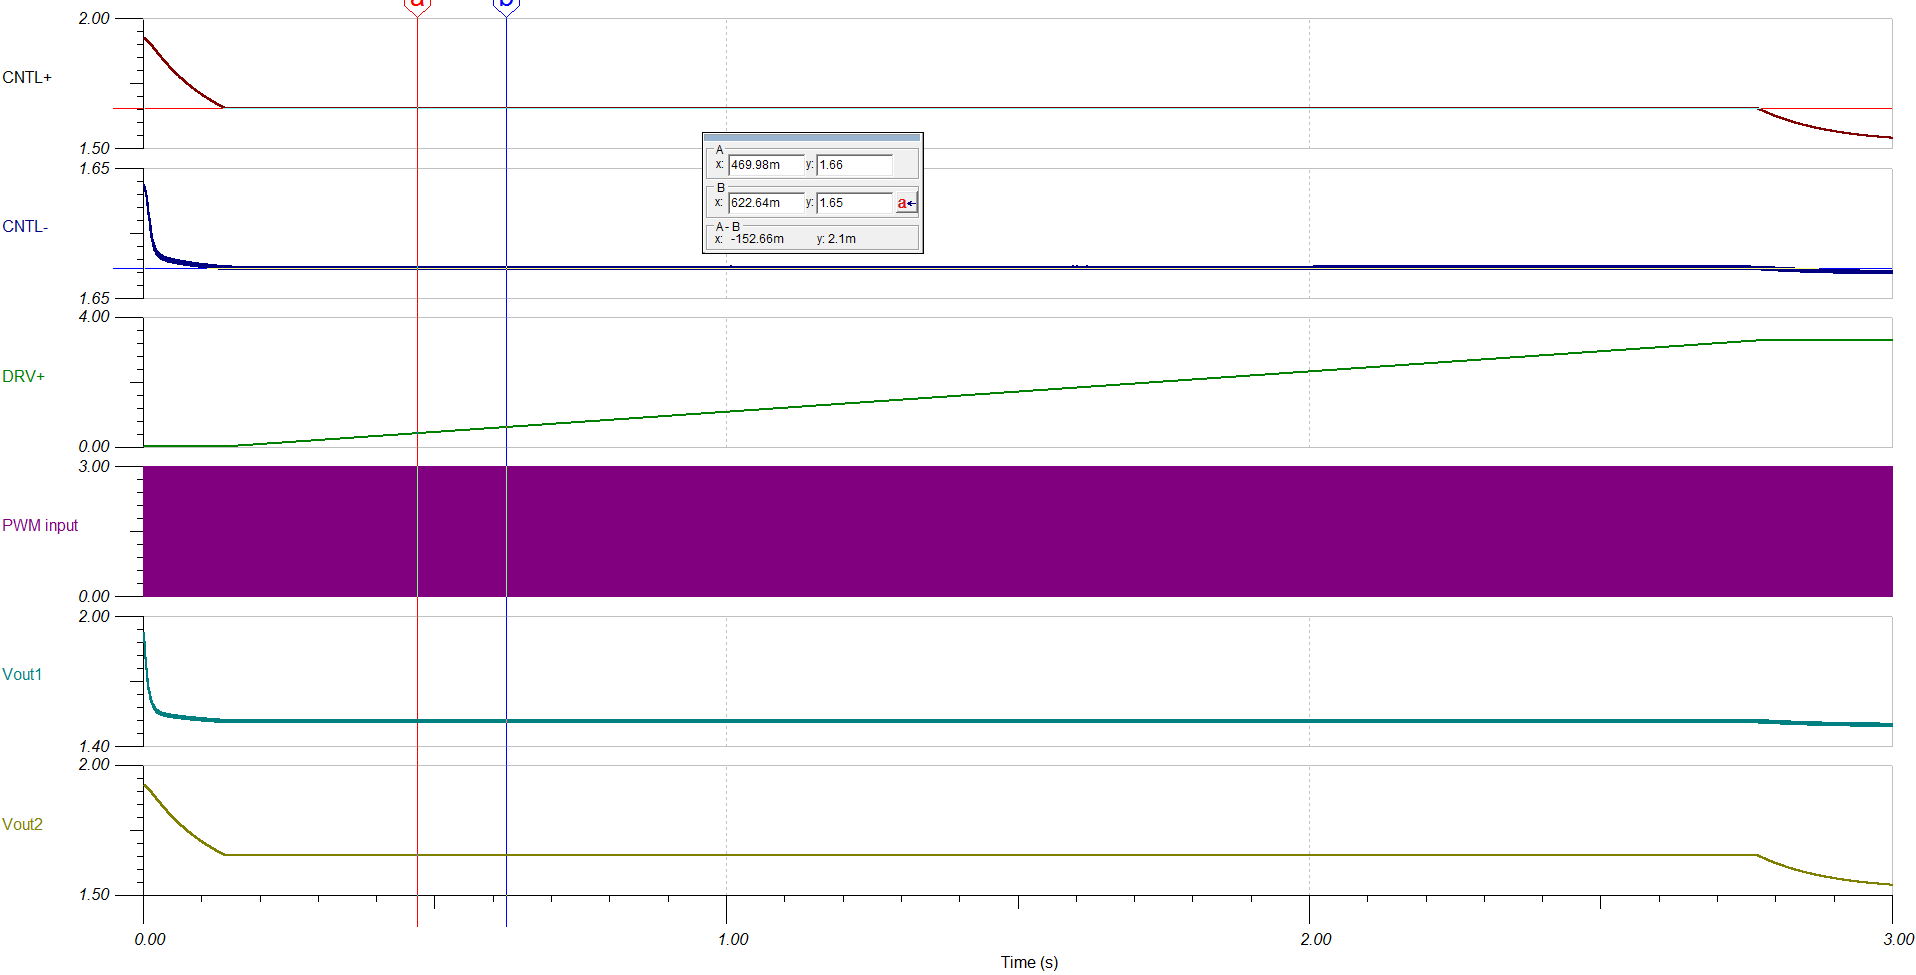 a b
2.00
CNTL+
1.50
A
x: 469.98m y: 1.66
B
x: 622.64m y: 1.65 a←
A - B
x: -152.66m y: 2.1m
1.65
CNTL-
1.65
4.00
DRV+
0.00
3.00
PWM input
0.00
2.00
Vout1
1.40
2.00
Vout2
1.50
0.00 1.00 2.00 3.00
Time (s)